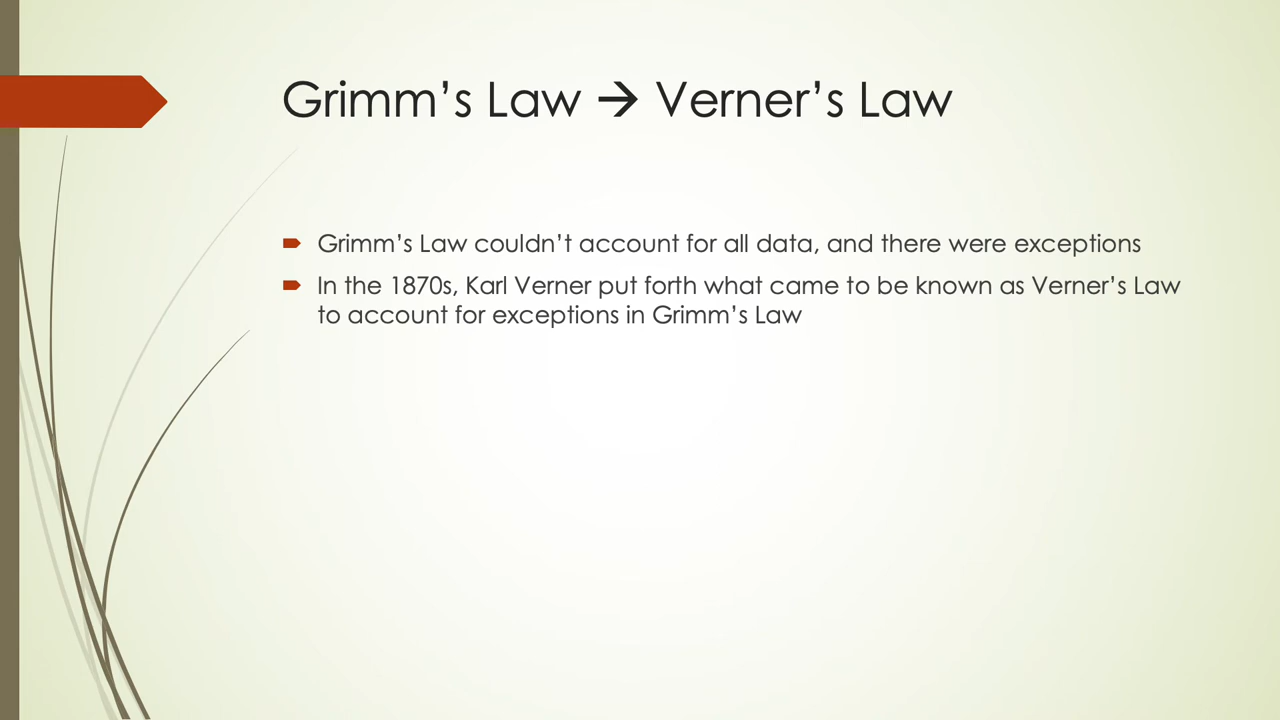 Grimm’s Law → Verner’s Law
Grimm’s Law couldn’t account for all data, and there were exceptions
In the 1870s, Karl Verner put forth what came to be known as Verner’s Law
to account for exceptions in Grimm’s Law